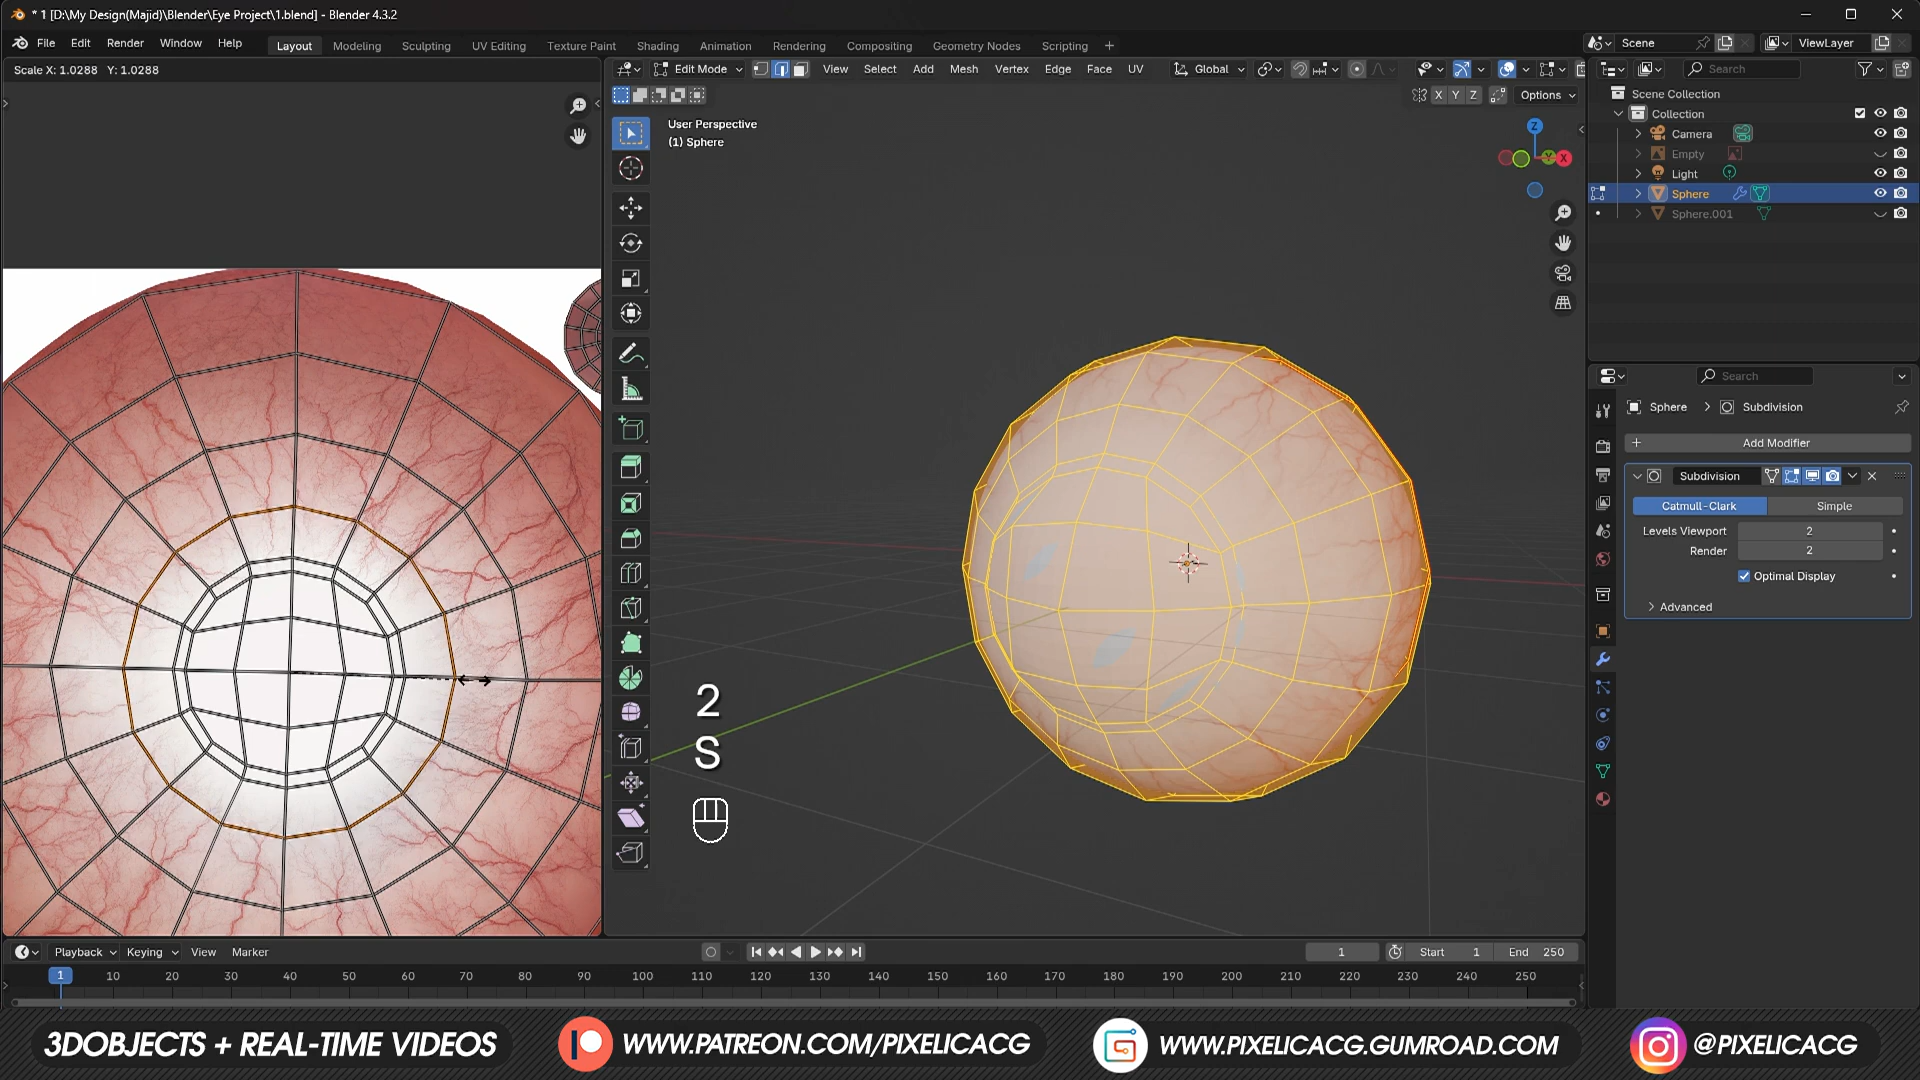 * 1 [D:\My Design(Majid)\Blender\Eye Project\1.blend] - Blender 4.3.2
File Edit Render Window Help Layout Modeling Sculpting UV Editing Texture Paint Shading Animation Rendering Compositing Geometry Nodes Scripting + Scene ViewLayer
Scale X: 1.0288 Y: 1.0288
Edit Mode View Select Add Mesh Vertex Edge Face UV Global
Search
X Y Z Options
User Perspective
(1) Sphere
Z
Y X
Scene Collection
Collection
Camera
Empty
Light
Sphere
Sphere.001
Search
Sphere Subdivision
Add Modifier
Subdivision
Catmull-Clark Simple
Levels Viewport 2
Render 2
Optimal Display
Advanced
2
S
Playback Keying View Marker 1 Start 1 End 250
1 10 20 30 40 50 60 70 80 90 100 110 120 130 140 150 160 170 180 190 200 210 220 230 240 250
3DOBJECTS + REAL-TIME VIDEOS WWW.PATREON.COM/PIXELICACG WWW.PIXELICACG.GUMROAD.COM @PIXELICACG